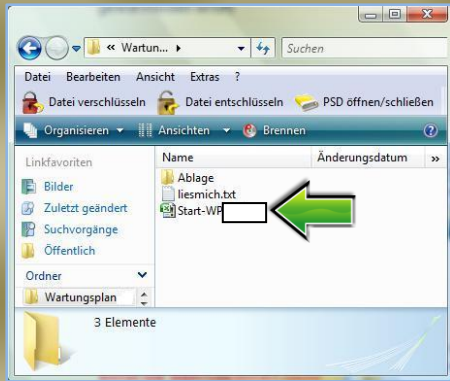 « Wartun...
Suchen
Datei Bearbeiten Ansicht Extras ?
Datei verschlüsseln Datei entschlüsseln PSD öffnen/schließen
Organisieren Ansichten Brennen ?
Linkfavoriten
Bilder
Zuletzt geändert
Suchvorgänge
Öffentlich
Ordner
Wartungsplan
Name Änderungsdatum »
Ablage
liesmich.txt
Start-WP
3 Elemente